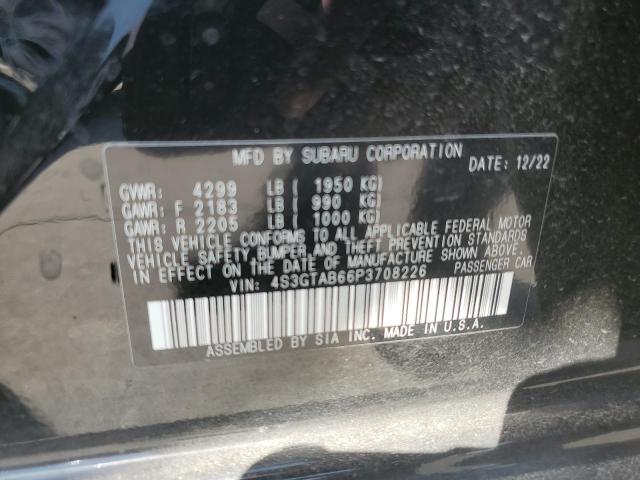 MFD BY SUBARU CORPORATION DATE: 12/22
GVWR: 4299 LB ( 1950 KG)
GAWR: F 2183 LB ( 990 KG)
GAWR: R 2205 LB ( 1000 KG)
THIS VEHICLE CONFORMS TO ALL APPLICABLE FEDERAL MOTOR
VEHICLE SAFETY, BUMPER AND THEFT PREVENTION STANDARDS
IN EFFECT ON THE DATE OF MANUFACTURE SHOWN ABOVE.
VIN: 4S3GTAB66P3708226 PASSENGER CAR
ASSEMBLED BY SIA INC. MADE IN U.S.A.